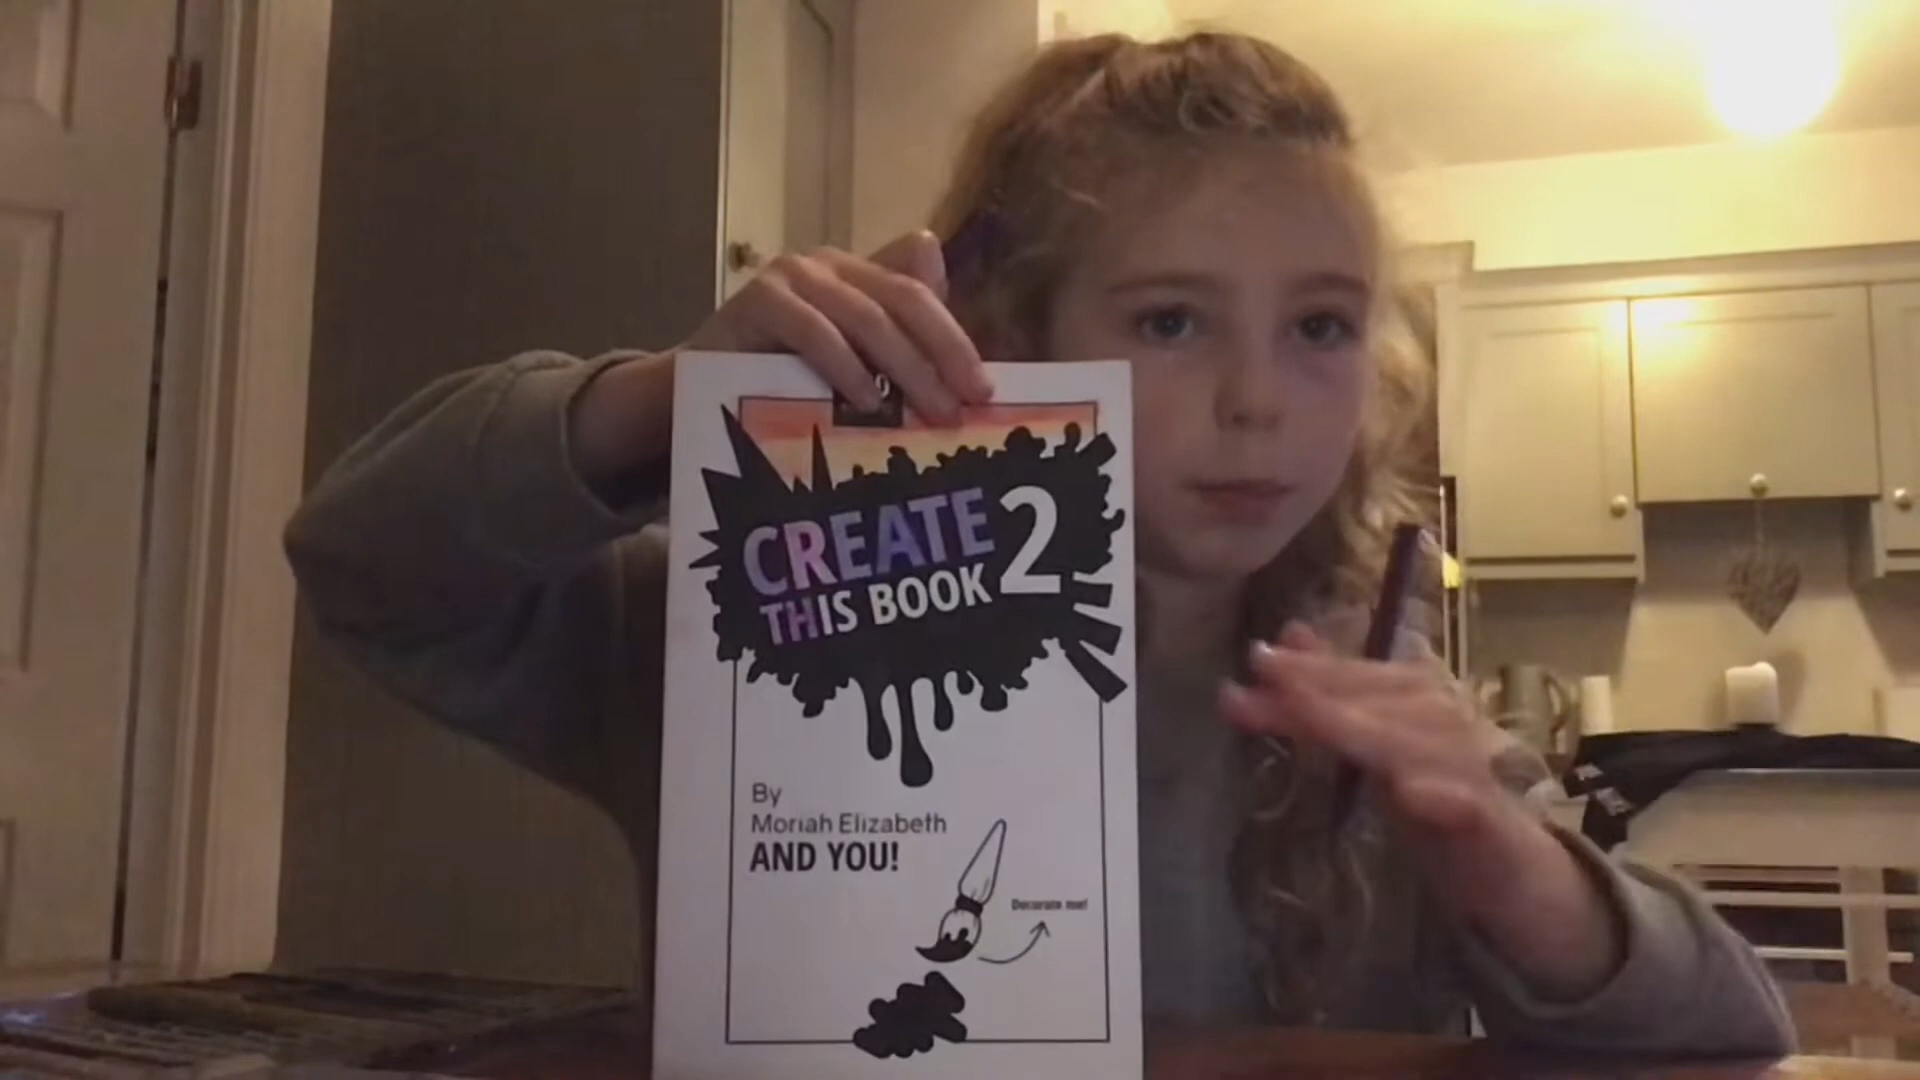 CREATE 2
THIS BOOK
By
Moriah Elizabeth
AND YOU!
Decorate me!